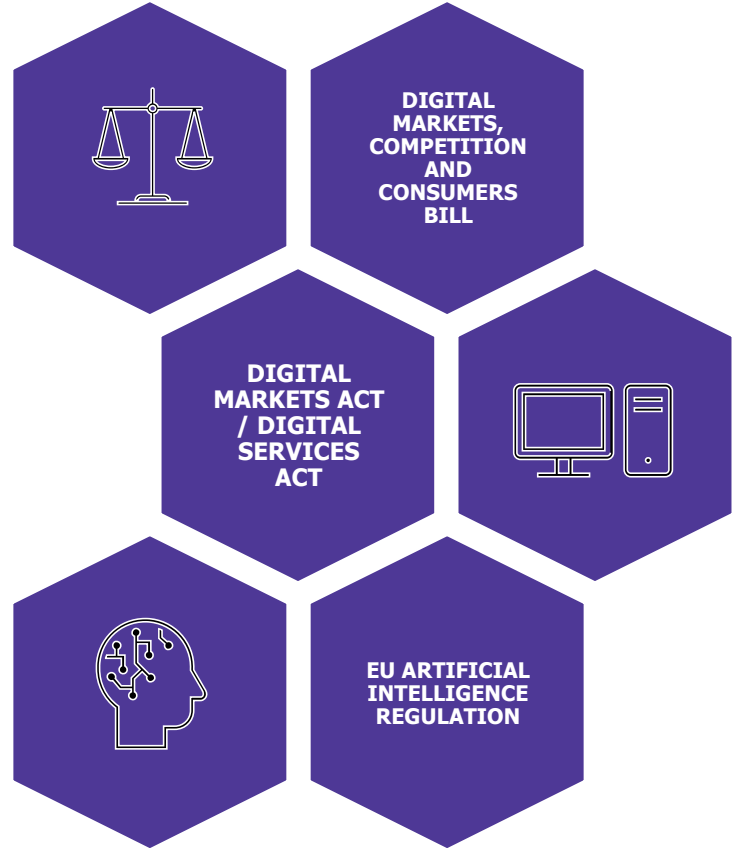 DIGITAL
MARKETS,
COMPETITION
AND
CONSUMERS
BILL
DIGITAL
MARKETS ACT
/ DIGITAL
SERVICES
ACT
EU ARTIFICIAL
INTELLIGENCE
REGULATION